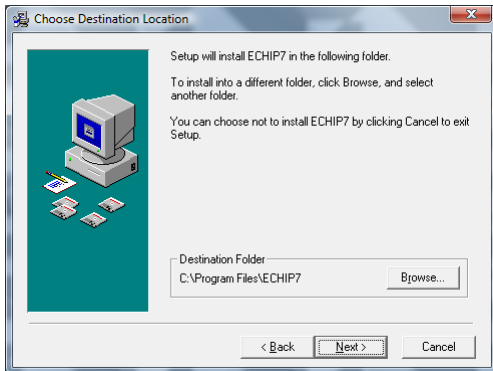 Choose Destination Location
Setup will install ECHIP7 in the following folder.
To install into a different folder, click Browse, and select
another folder.
You can choose not to install ECHIP7 by clicking Cancel to exit
Setup.
Destination Folder
C:\Program Files\ECHIP7
Browse...
< Back
Next >
Cancel